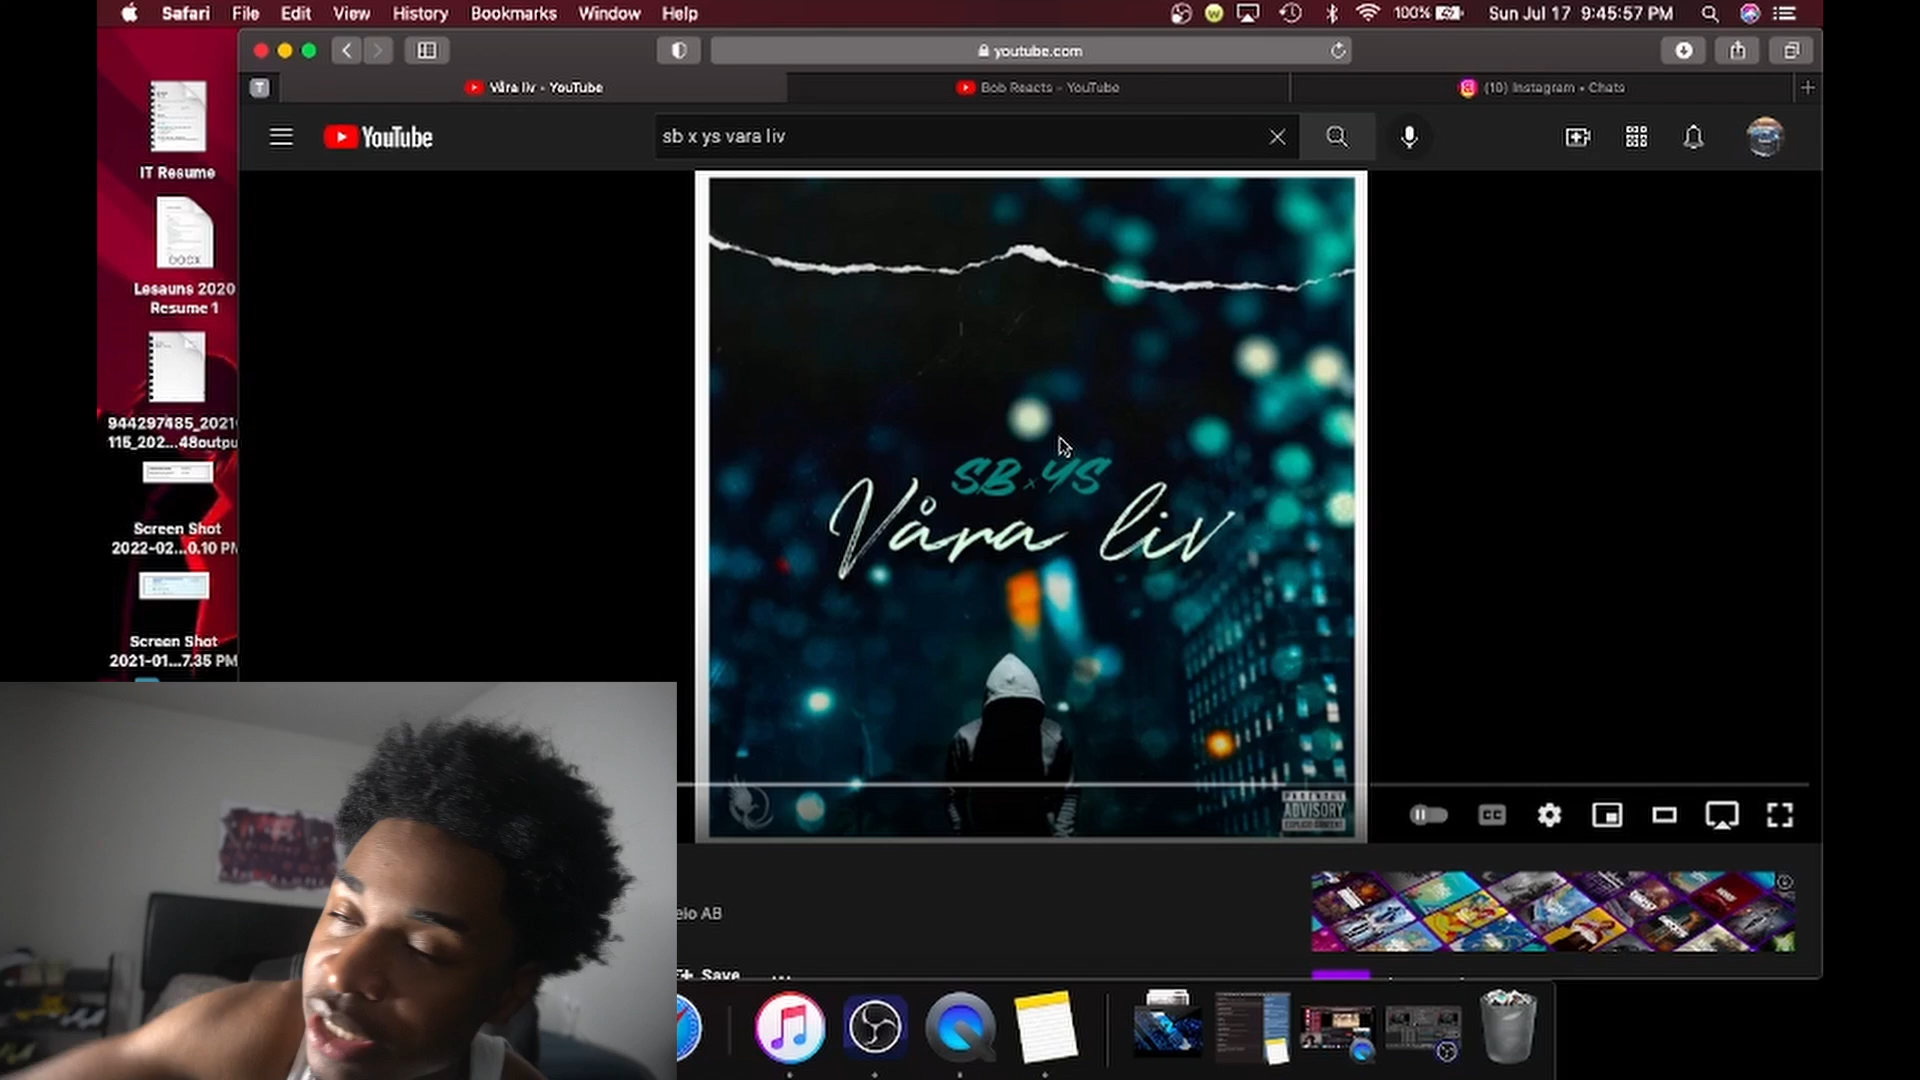 Safari File Edit View History Bookmarks Window Help 100% Sun Jul 17 9:45:57 PM
youtube.com
T Våra liv - YouTube Bob Reacts - YouTube (10) Instagram • Chats
YouTube sb x ys vara liv
IT Resume
DOCX
Lesauns 2020
Resume 1
944297485_2021
115_202...48outpu
Screen Shot
2022-02...0.10 PM
Screen Shot
2021-01...7.35 PM
SB x YS
Våra liv
PARENTAL
ADVISORY
EXPLICIT CONTENT
CC
AB
Save ...